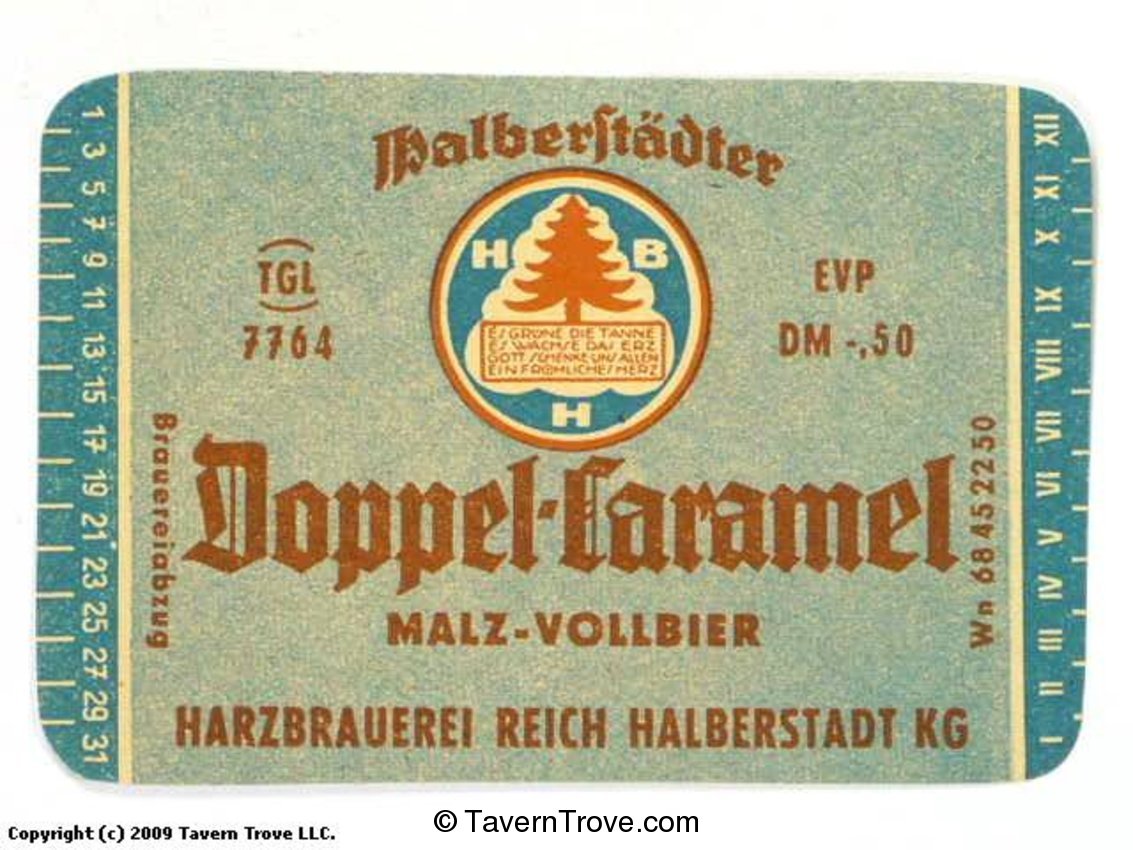 Halberstädter
H B
ES GRÜNE DIE TANNE
ES WACHSE DAS ERZ
GOTT SCHENKE UNS ALLEN
EIN FRÖHLICHES HERZ
H
TGL
7764
EVP
DM -,50
Doppel-Caramel
MALZ-VOLLBIER
HARZBRAUEREI REICH HALBERSTADT KG
Brauereiabzug
Wn 68 45 22 50
1 3 5 7 9 11 13 15 17 19 21 23 25 27 29 31
I II III IV V VI VII VIII IX X XI XII
Copyright (c) 2009 Tavern Trove LLC.
© TavernTrove.com